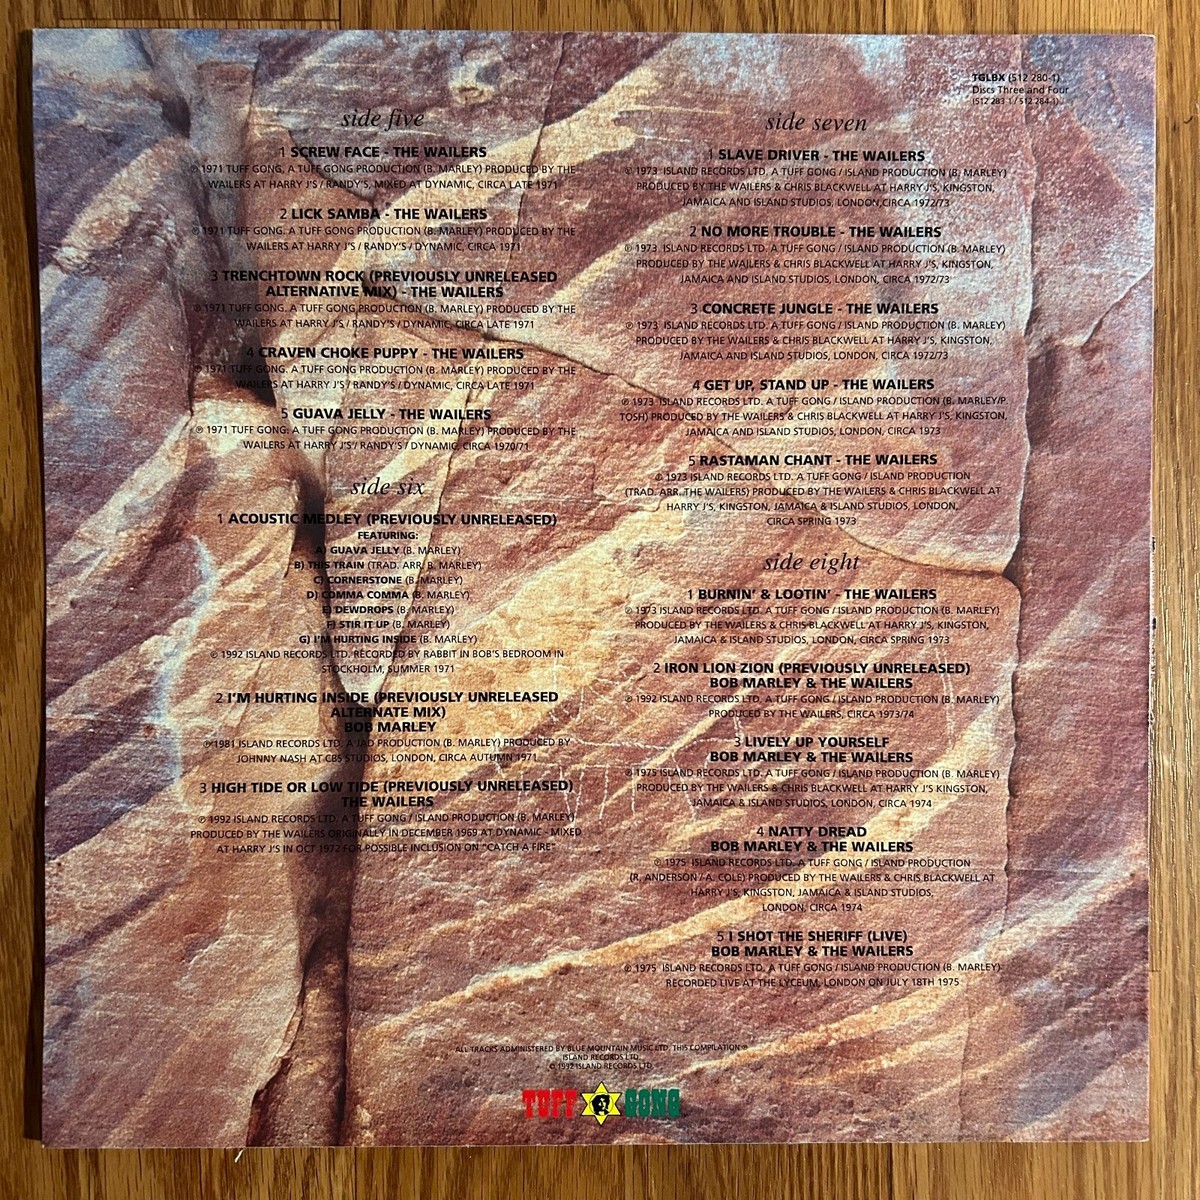 TGLBX (512 280-1)
Discs Three and Four
(512 283-1 / 512 284-1)
side five
1 SCREW FACE - THE WAILERS
℗ 1971 TUFF GONG. A TUFF GONG PRODUCTION (B. MARLEY) PRODUCED BY THE
WAILERS AT HARRY J'S / RANDY'S, MIXED AT DYNAMIC, CIRCA LATE 1971
2 LICK SAMBA - THE WAILERS
℗ 1971 TUFF GONG. A TUFF GONG PRODUCTION (B. MARLEY) PRODUCED BY THE
WAILERS AT HARRY J'S / RANDY'S / DYNAMIC, CIRCA 1971
3 TRENCHTOWN ROCK (PREVIOUSLY UNRELEASED
ALTERNATIVE MIX) - THE WAILERS
℗ 1971 TUFF GONG. A TUFF GONG PRODUCTION (B. MARLEY) PRODUCED BY THE
WAILERS AT HARRY J'S / RANDY'S / DYNAMIC, CIRCA LATE 1971
4 CRAVEN CHOKE PUPPY - THE WAILERS
℗ 1971 TUFF GONG. A TUFF GONG PRODUCTION (B. MARLEY) PRODUCED BY THE
WAILERS AT HARRY J'S / RANDY'S / DYNAMIC, CIRCA LATE 1971
5 GUAVA JELLY - THE WAILERS
℗ 1971 TUFF GONG. A TUFF GONG PRODUCTION (B. MARLEY) PRODUCED BY THE
WAILERS AT HARRY J'S / RANDY'S / DYNAMIC, CIRCA 1970/71
side six
1 ACOUSTIC MEDLEY (PREVIOUSLY UNRELEASED)
FEATURING:
A) GUAVA JELLY (B. MARLEY)
B) THIS TRAIN (TRAD. ARR. B. MARLEY)
C) CORNERSTONE (B. MARLEY)
D) COMMA COMMA (B. MARLEY)
E) DEWDROPS (B. MARLEY)
F) STIR IT UP (B. MARLEY)
G) I'M HURTING INSIDE (B. MARLEY)
℗ 1992 ISLAND RECORDS LTD. RECORDED BY RABBIT IN BOB'S BEDROOM IN
STOCKHOLM, SUMMER 1971
2 I'M HURTING INSIDE (PREVIOUSLY UNRELEASED
ALTERNATE MIX)
BOB MARLEY
℗ 1981 ISLAND RECORDS LTD. A JAD PRODUCTION (B. MARLEY) PRODUCED BY
JOHNNY NASH AT CBS STUDIOS, LONDON, CIRCA AUTUMN 1971
3 HIGH TIDE OR LOW TIDE (PREVIOUSLY UNRELEASED)
THE WAILERS
℗ 1992 ISLAND RECORDS LTD. A TUFF GONG / ISLAND PRODUCTION (B. MARLEY)
PRODUCED BY THE WAILERS ORIGINALLY IN DECEMBER 1969 AT DYNAMIC - MIXED
AT HARRY J'S IN OCT 1972 FOR POSSIBLE INCLUSION ON "CATCH A FIRE"
side seven
1 SLAVE DRIVER - THE WAILERS
℗ 1973 ISLAND RECORDS LTD. A TUFF GONG / ISLAND PRODUCTION (B. MARLEY)
PRODUCED BY THE WAILERS & CHRIS BLACKWELL AT HARRY J'S, KINGSTON,
JAMAICA AND ISLAND STUDIOS, LONDON,CIRCA 1972/73
2 NO MORE TROUBLE - THE WAILERS
℗ 1973 ISLAND RECORDS LTD. A TUFF GONG / ISLAND PRODUCTION (B. MARLEY)
PRODUCED BY THE WAILERS & CHRIS BLACKWELL AT HARRY J'S, KINGSTON,
JAMAICA AND ISLAND STUDIOS, LONDON, CIRCA 1972/73
3 CONCRETE JUNGLE - THE WAILERS
℗ 1973 ISLAND RECORDS LTD. A TUFF GONG / ISLAND PRODUCTION (B. MARLEY)
PRODUCED BY THE WAILERS & CHRIS BLACKWELL AT HARRY J'S, KINGSTON,
JAMAICA AND ISLAND STUDIOS, LONDON, CIRCA 1972/73
4 GET UP, STAND UP - THE WAILERS
℗ 1973 ISLAND RECORDS LTD. A TUFF GONG / ISLAND PRODUCTION (B. MARLEY/P.
TOSH) PRODUCED BY THE WAILERS & CHRIS BLACKWELL AT HARRY J'S, KINGSTON,
JAMAICA AND ISLAND STUDIOS, LONDON, CIRCA 1973
5 RASTAMAN CHANT - THE WAILERS
℗ 1973 ISLAND RECORDS LTD. A TUFF GONG / ISLAND PRODUCTION
(TRAD. ARR. THE WAILERS) PRODUCED BY THE WAILERS & CHRIS BLACKWELL AT
HARRY J'S, KINGSTON, JAMAICA & ISLAND STUDIOS, LONDON,
CIRCA SPRING 1973
side eight
1 BURNIN' & LOOTIN' - THE WAILERS
℗ 1973 ISLAND RECORDS LTD. A TUFF GONG / ISLAND PRODUCTION (B. MARLEY)
PRODUCED BY THE WAILERS & CHRIS BLACKWELL AT HARRY J'S, KINGSTON,
JAMAICA & ISLAND STUDIOS, LONDON, CIRCA SPRING 1973
2 IRON LION ZION (PREVIOUSLY UNRELEASED)
BOB MARLEY & THE WAILERS
℗ 1992 ISLAND RECORDS LTD. A TUFF GONG / ISLAND PRODUCTION (B. MARLEY)
PRODUCED BY THE WAILERS, CIRCA 1973/74
3 LIVELY UP YOURSELF
BOB MARLEY & THE WAILERS
℗ 1975 ISLAND RECORDS LTD. A TUFF GONG / ISLAND PRODUCTION (B. MARLEY)
PRODUCED BY THE WAILERS & CHRIS BLACKWELL AT HARRY J'S KINGSTON,
JAMAICA & ISLAND STUDIOS, LONDON, CIRCA 1974
4 NATTY DREAD
BOB MARLEY & THE WAILERS
℗ 1975 ISLAND RECORDS LTD. A TUFF GONG / ISLAND PRODUCTION
(R. ANDERSON / A. COLE) PRODUCED BY THE WAILERS & CHRIS BLACKWELL AT
HARRY J'S, KINGSTON, JAMAICA & ISLAND STUDIOS,
LONDON, CIRCA 1974
5 I SHOT THE SHERIFF (LIVE)
BOB MARLEY & THE WAILERS
℗ 1975 ISLAND RECORDS LTD. A TUFF GONG / ISLAND PRODUCTION (B. MARLEY)
RECORDED LIVE AT THE LYCEUM, LONDON ON JULY 18TH 1975
ALL TRACKS ADMINISTERED BY BLUE MOUNTAIN MUSIC LTD. THIS COMPILATION ℗
ISLAND RECORDS LTD.
© 1992 ISLAND RECORDS LTD.
TUFF GONG